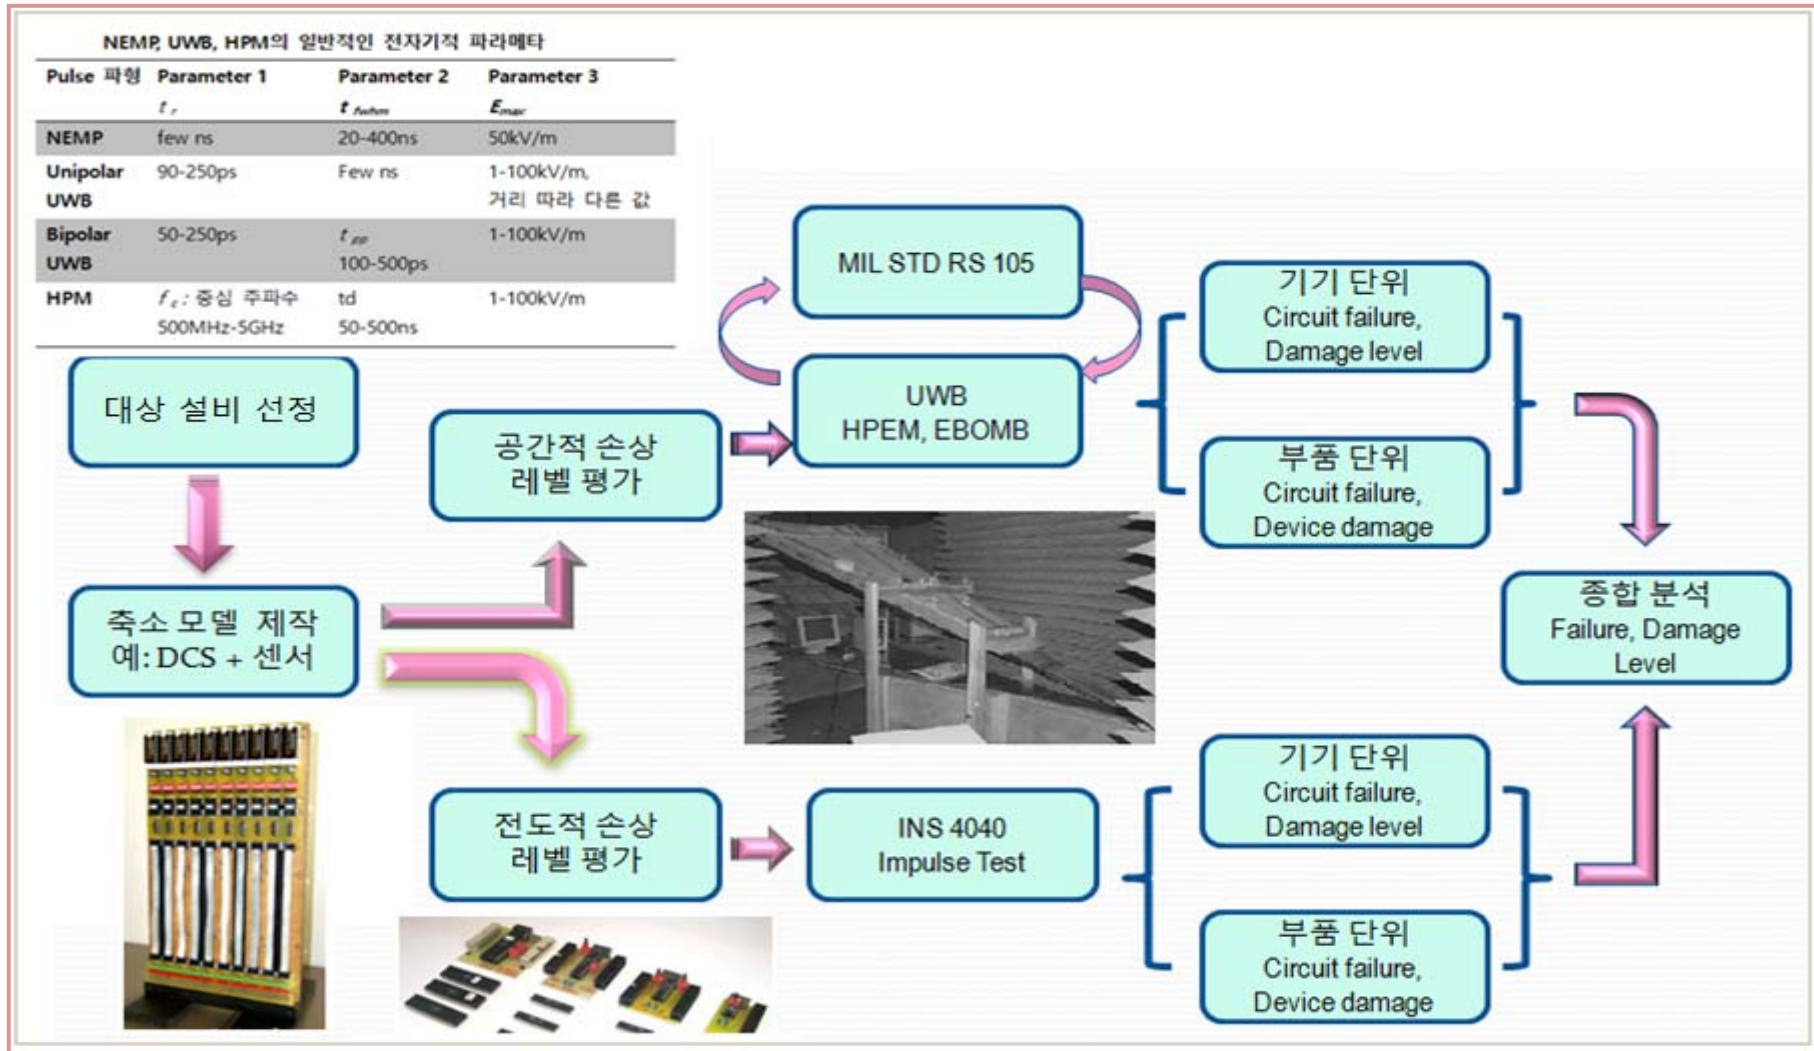 NEMP, UWB, HPM의 일반적인 전자기적 파라메타
Pulse 파형 Parameter 1 Parameter 2 Parameter 3
t r t fwhm E max
NEMP few ns 20-400ns 50kV/m
Unipolar 90-250ps Few ns 1-100kV/m,
UWB 거리 따라 다른 값
Bipolar 50-250ps t pp 1-100kV/m
UWB 100-500ps
HPM f c : 중심 주파수 td 1-100kV/m
500MHz-5GHz 50-500ns
대상 설비 선정
축소 모델 제작
예: DCS + 센서
공간적 손상
레벨 평가
MIL STD RS 105
UWB
HPEM, EBOMB
기기 단위
Circuit failure,
Damage level
부품 단위
Circuit failure,
Device damage
종합 분석
Failure, Damage
Level
전도적 손상
레벨 평가
INS 4040
Impulse Test
기기 단위
Circuit failure,
Damage level
부품 단위
Circuit failure,
Device damage